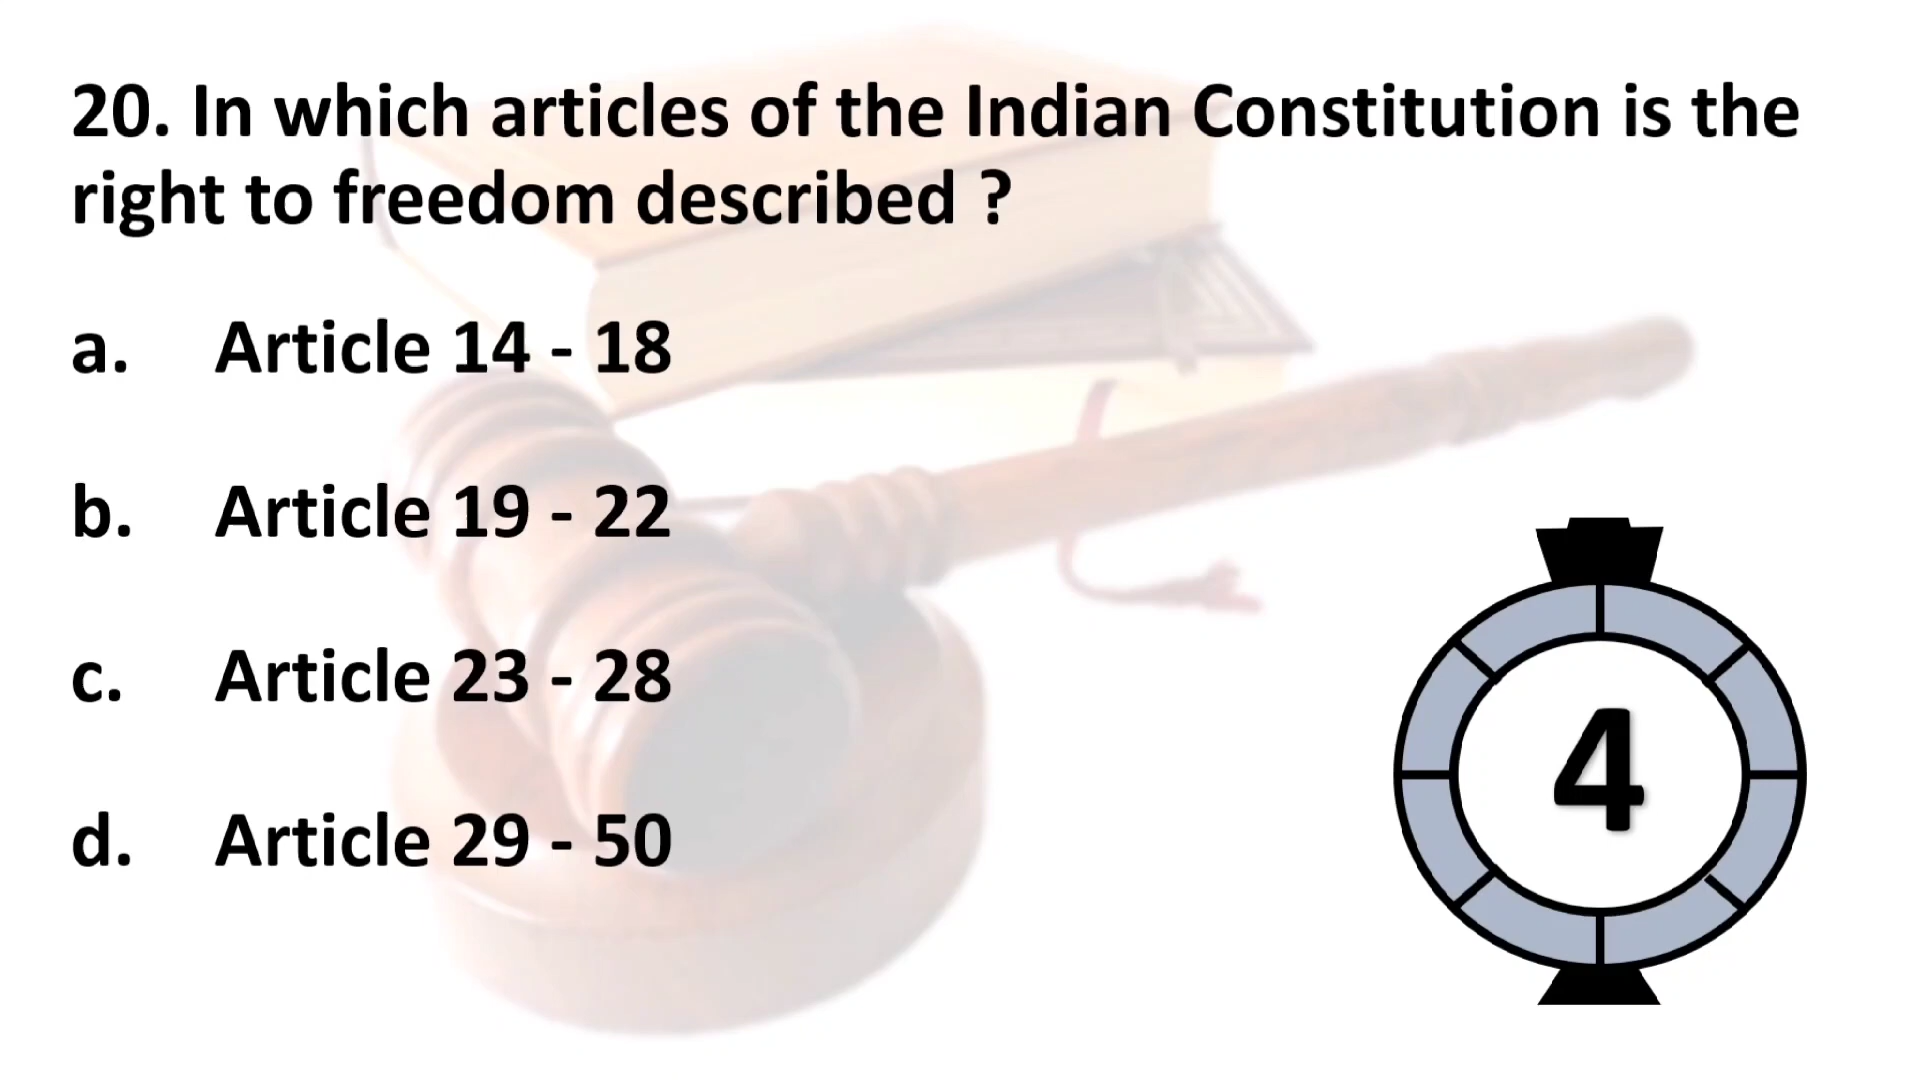 20. In which articles of the Indian Constitution is the
right to freedom described ?
a. Article 14 - 18
b. Article 19 - 22
c. Article 23 - 28
d. Article 29 - 50
4